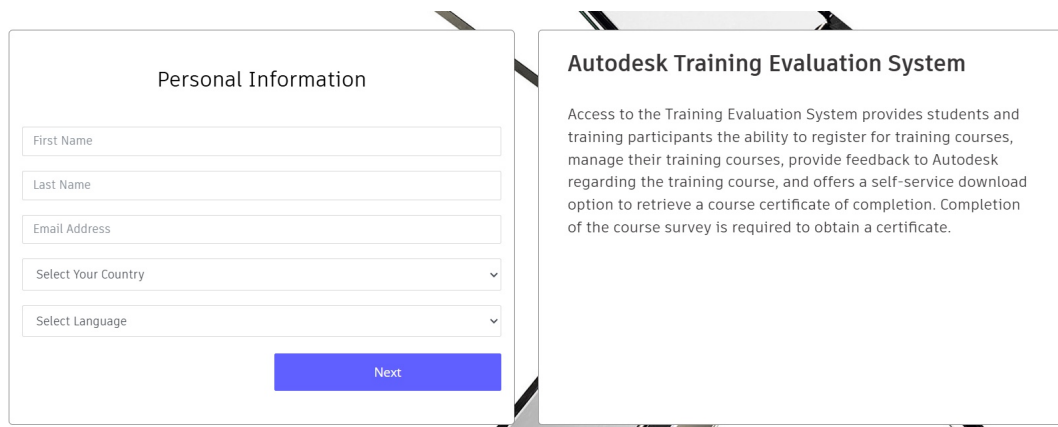 Personal Information
First Name
Last Name
Email Address
Select Your Country
Select Language
Next
Autodesk Training Evaluation System
Access to the Training Evaluation System provides students and
training participants the ability to register for training courses,
manage their training courses, provide feedback to Autodesk
regarding the training course, and offers a self-service download
option to retrieve a course certificate of completion. Completion
of the course survey is required to obtain a certificate.